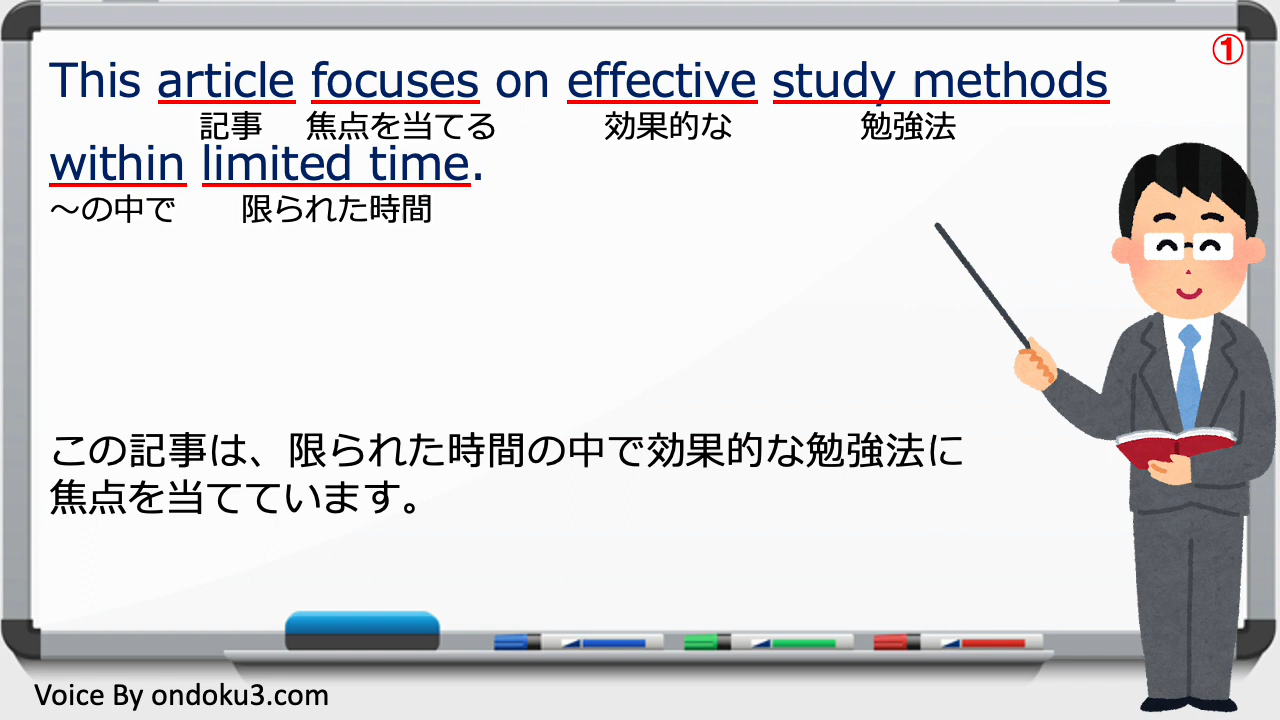 ①
This article focuses on effective study methods
記事 焦点を当てる 効果的な 勉強法
within limited time.
～の中で 限られた時間
この記事は、限られた時間の中で効果的な勉強法に
焦点を当てています。
Voice By ondoku3.com